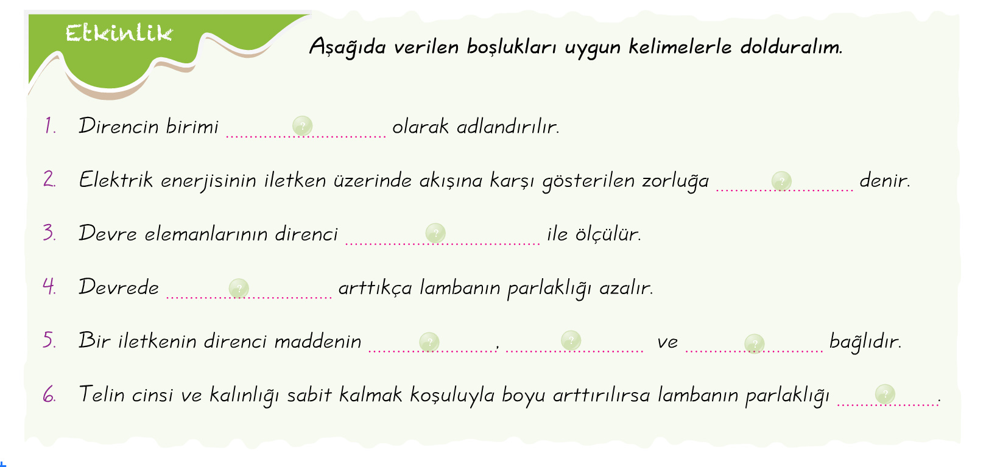 Etkinlik
Aşağıda verilen boşlukları uygun kelimelerle dolduralım.
1. Direncin birimi ................................. ? olarak adlandırılır.
2. Elektrik enerjisinin iletken üzerinde akışına karşı gösterilen zorluğa ............................. ? denir.
3. Devre elemanlarının direnci ......................................... ? ile ölçülür.
4. Devrede ................................... ? arttıkça lambanın parlaklığı azalır.
5. Bir iletkenin direnci maddenin ........................... ? , ............................. ? ve ............................. ? bağlıdır.
6. Telin cinsi ve kalınlığı sabit kalmak koşuluyla boyu arttırılırsa lambanın parlaklığı ...................... ? .